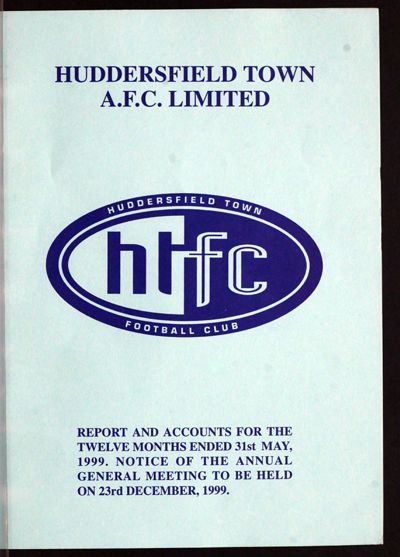 HUDDERSFIELD TOWN
A.F.C. LIMITED
HUDDERSFIELD TOWN
htfc
FOOTBALL CLUB
REPORT AND ACCOUNTS FOR THE
TWELVE MONTHS ENDED 31st MAY,
1999. NOTICE OF THE ANNUAL
GENERAL MEETING TO BE HELD
ON 23rd DECEMBER, 1999.